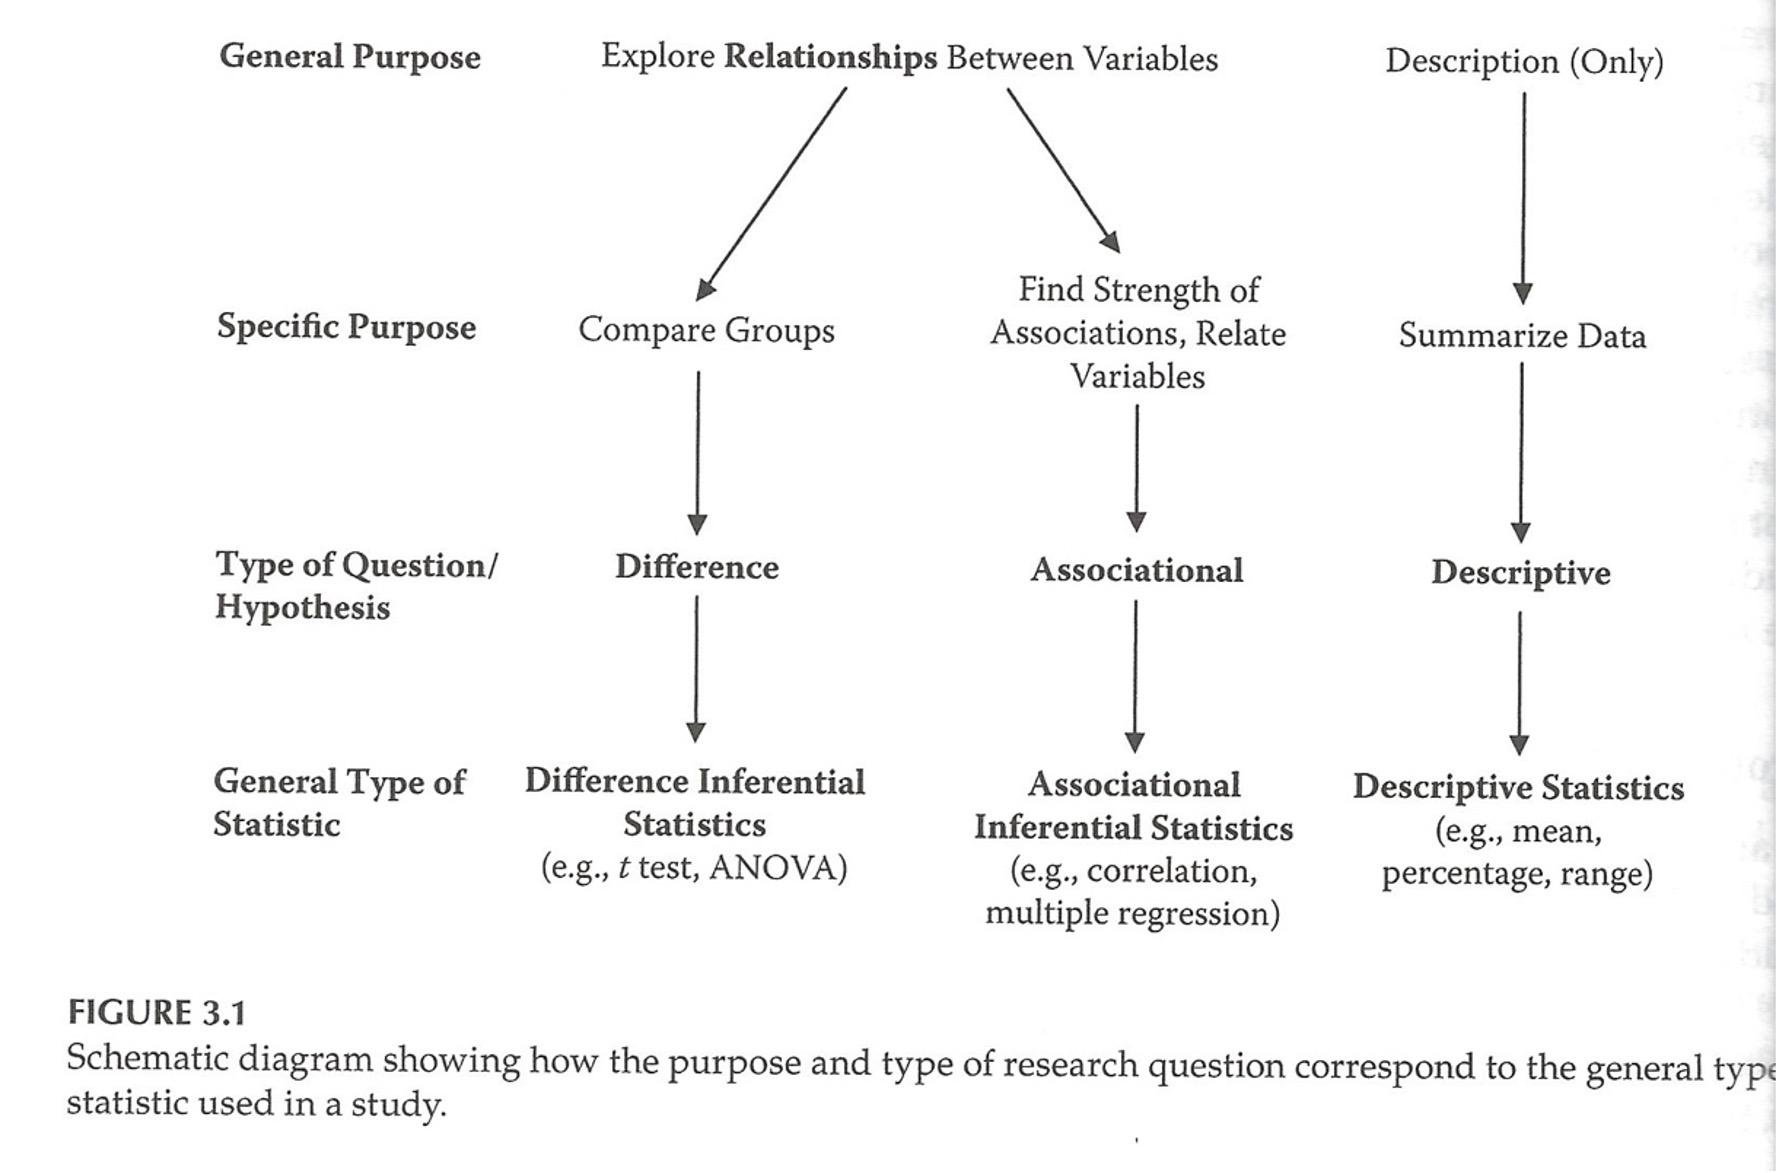 General Purpose
Explore Relationships Between Variables
Description (Only)
Specific Purpose
Compare Groups
Find Strength of
Associations, Relate
Variables
Summarize Data
Type of Question/
Hypothesis
Difference
Associational
Descriptive
General Type of
Statistic
Difference Inferential
Statistics
(e.g., t test, ANOVA)
Associational
Inferential Statistics
(e.g., correlation,
multiple regression)
Descriptive Statistics
(e.g., mean,
percentage, range)
FIGURE 3.1
Schematic diagram showing how the purpose and type of research question correspond to the general type
statistic used in a study.